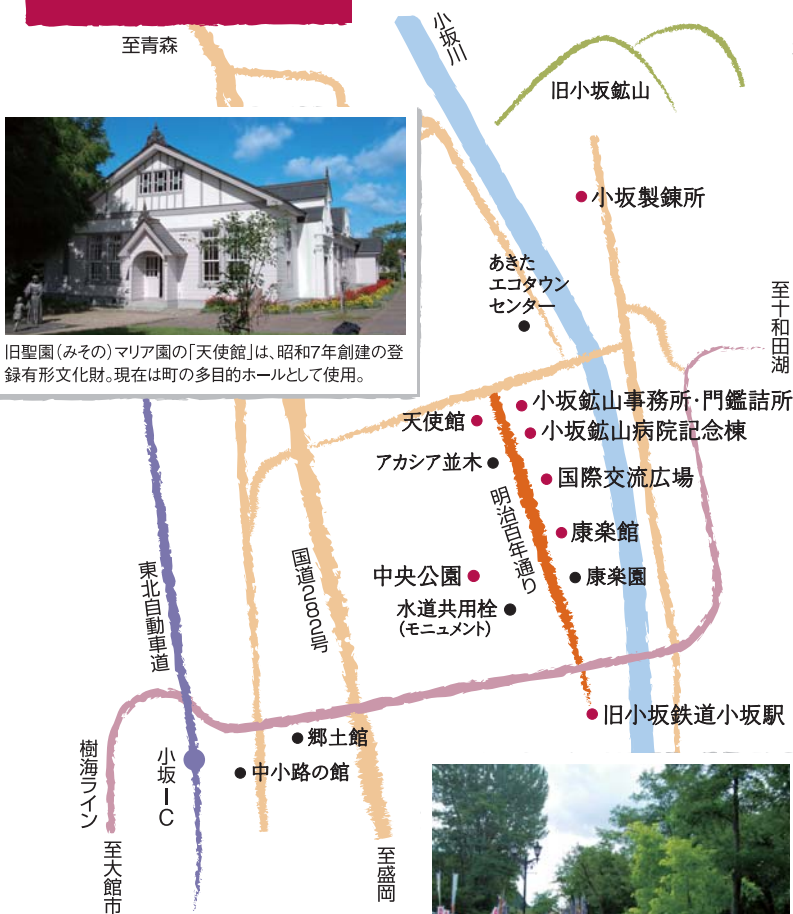 至青森
小坂川
旧小坂鉱山
小坂製錬所
あきた
エコタウン
センター
至十和田湖
旧聖園(みその)マリア園の「天使館」は、昭和7年創建の登
録有形文化財。現在は町の多目的ホールとして使用。
小坂鉱山事務所・門鑑詰所
天使館
小坂鉱山病院記念棟
アカシア並木
国際交流広場
明治百年通り
康楽館
国道282号
中央公園
康楽園
東北自動車道
水道共用栓
(モニュメント)
旧小坂鉄道小坂駅
郷土館
樹海ライン
小坂IC
中小路の館
至大館市
至盛岡